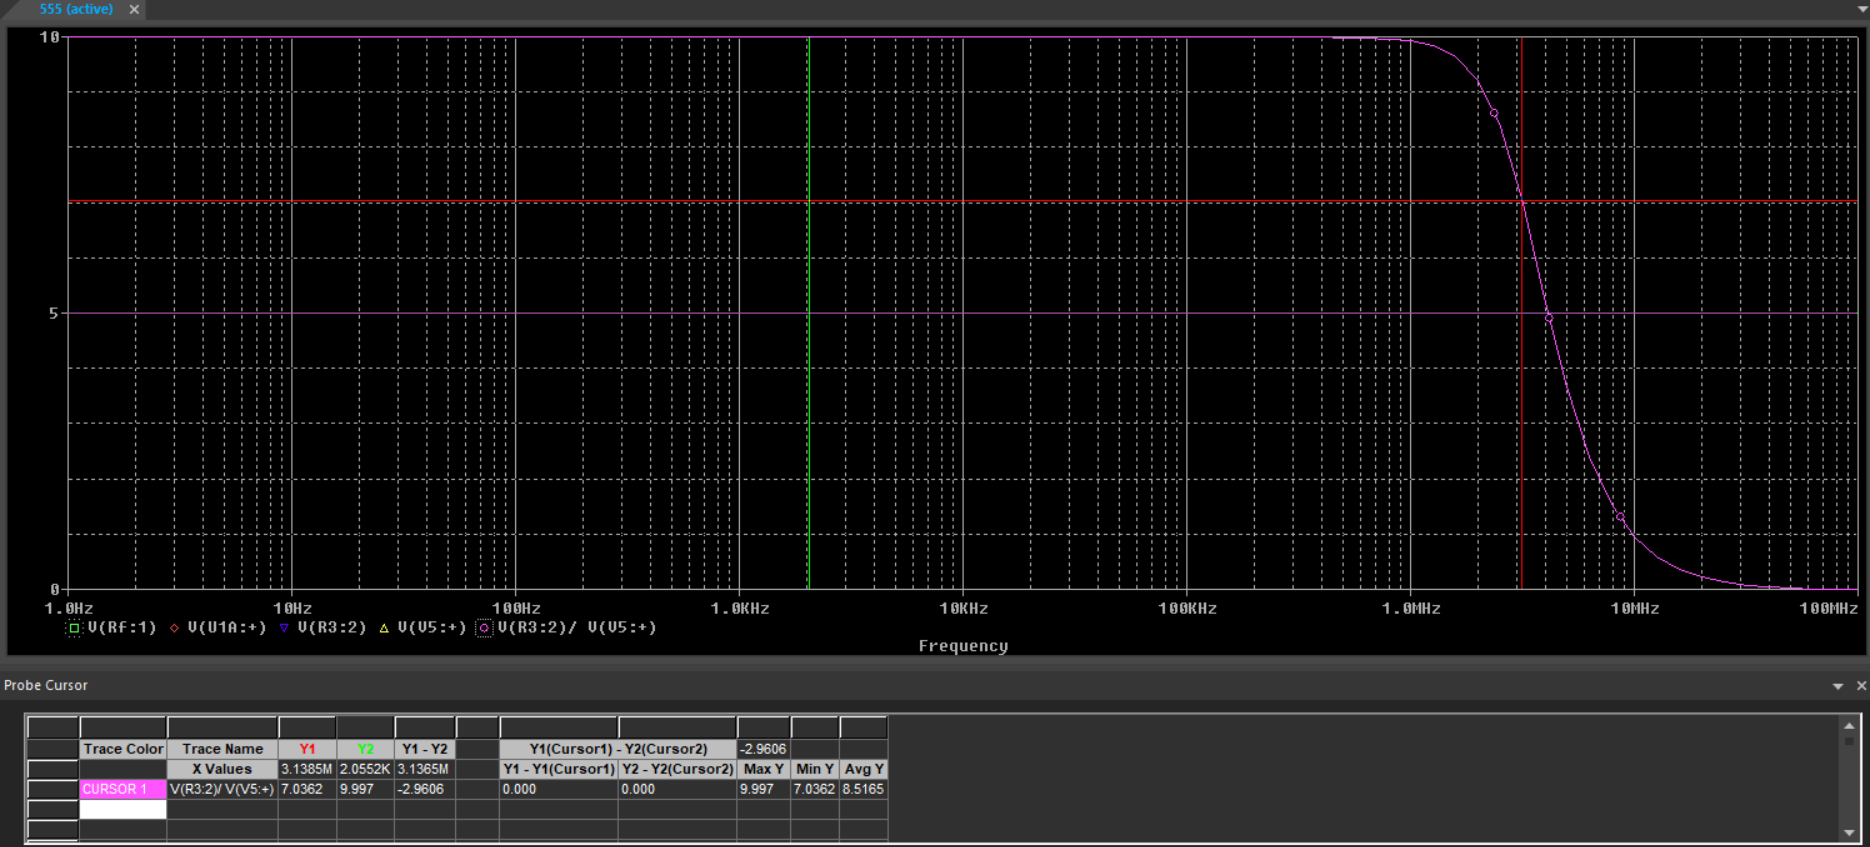 555 (active)
10
5
0
1.0Hz 10Hz 100Hz 1.0KHz 10KHz 100KHz 1.0MHz 10MHz 100MHz
V(Rf:1) V(U1A:+) V(R3:2) V(V5:+) V(R3:2)/ V(V5:+)
Frequency
Probe Cursor
Trace Color Trace Name Y1 Y2 Y1 - Y2 Y1(Cursor1) - Y2(Cursor2) -2.9606
X Values 3.1385M 2.0552K 3.1365M Y1 - Y1(Cursor1) Y2 - Y2(Cursor2) Max Y Min Y Avg Y
CURSOR 1 V(R3:2)/ V(V5:+) 7.0362 9.997 -2.9606 0.000 0.000 9.997 7.0362 8.5165